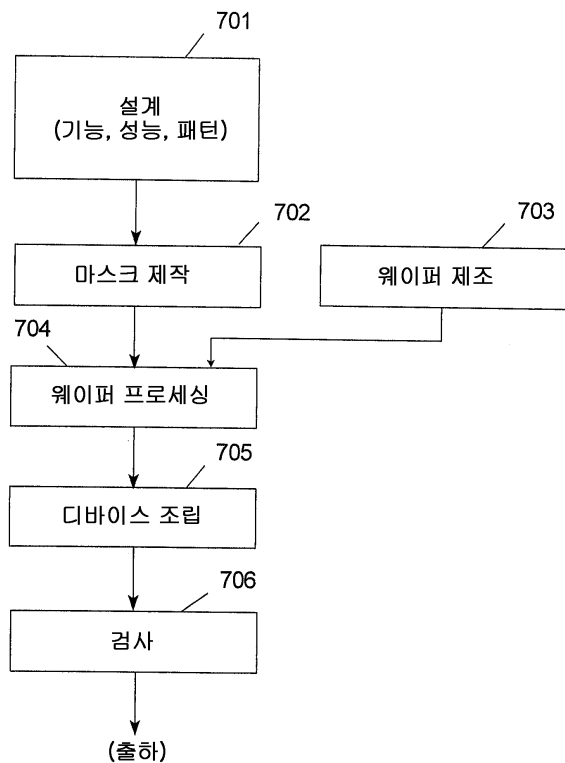 701
설계
(기능, 성능, 패턴)
702
703
마스크 제작
웨이퍼 제조
704
웨이퍼 프로세싱
705
디바이스 조립
706
검사
(출하)